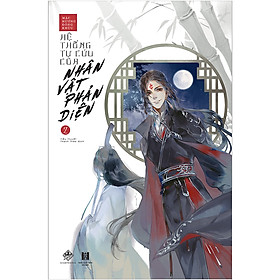 MẶC HƯƠNG
ĐỒNG KHỨU
HỆ
THỐNG
TỰ CỨU
CỦA
NHÂN
VẬT
PHẢN
DIỆN
2